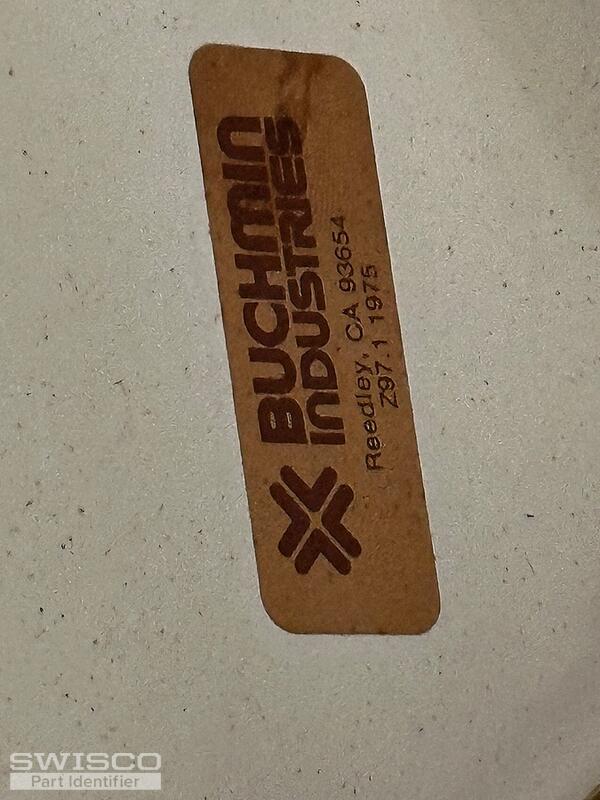 BUCHMIN
INDUSTRIES
Reedley, CA 93654
Z97.1 1975
SWISCO
Part Identifier